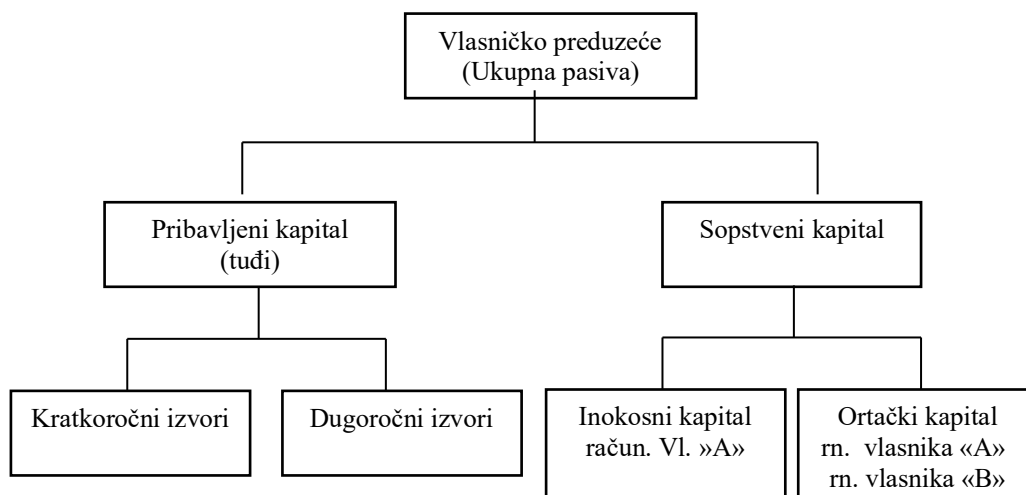 Vlasničko preduzeće
(Ukupna pasiva)
Pribavljeni kapital
(tuđi)
Sopstveni kapital
Kratkoročni izvori
Dugoročni izvori
Inokosni kapital
račun. Vl. »A»
Ortački kapital
rn. vlasnika «A»
rn. vlasnika «B»